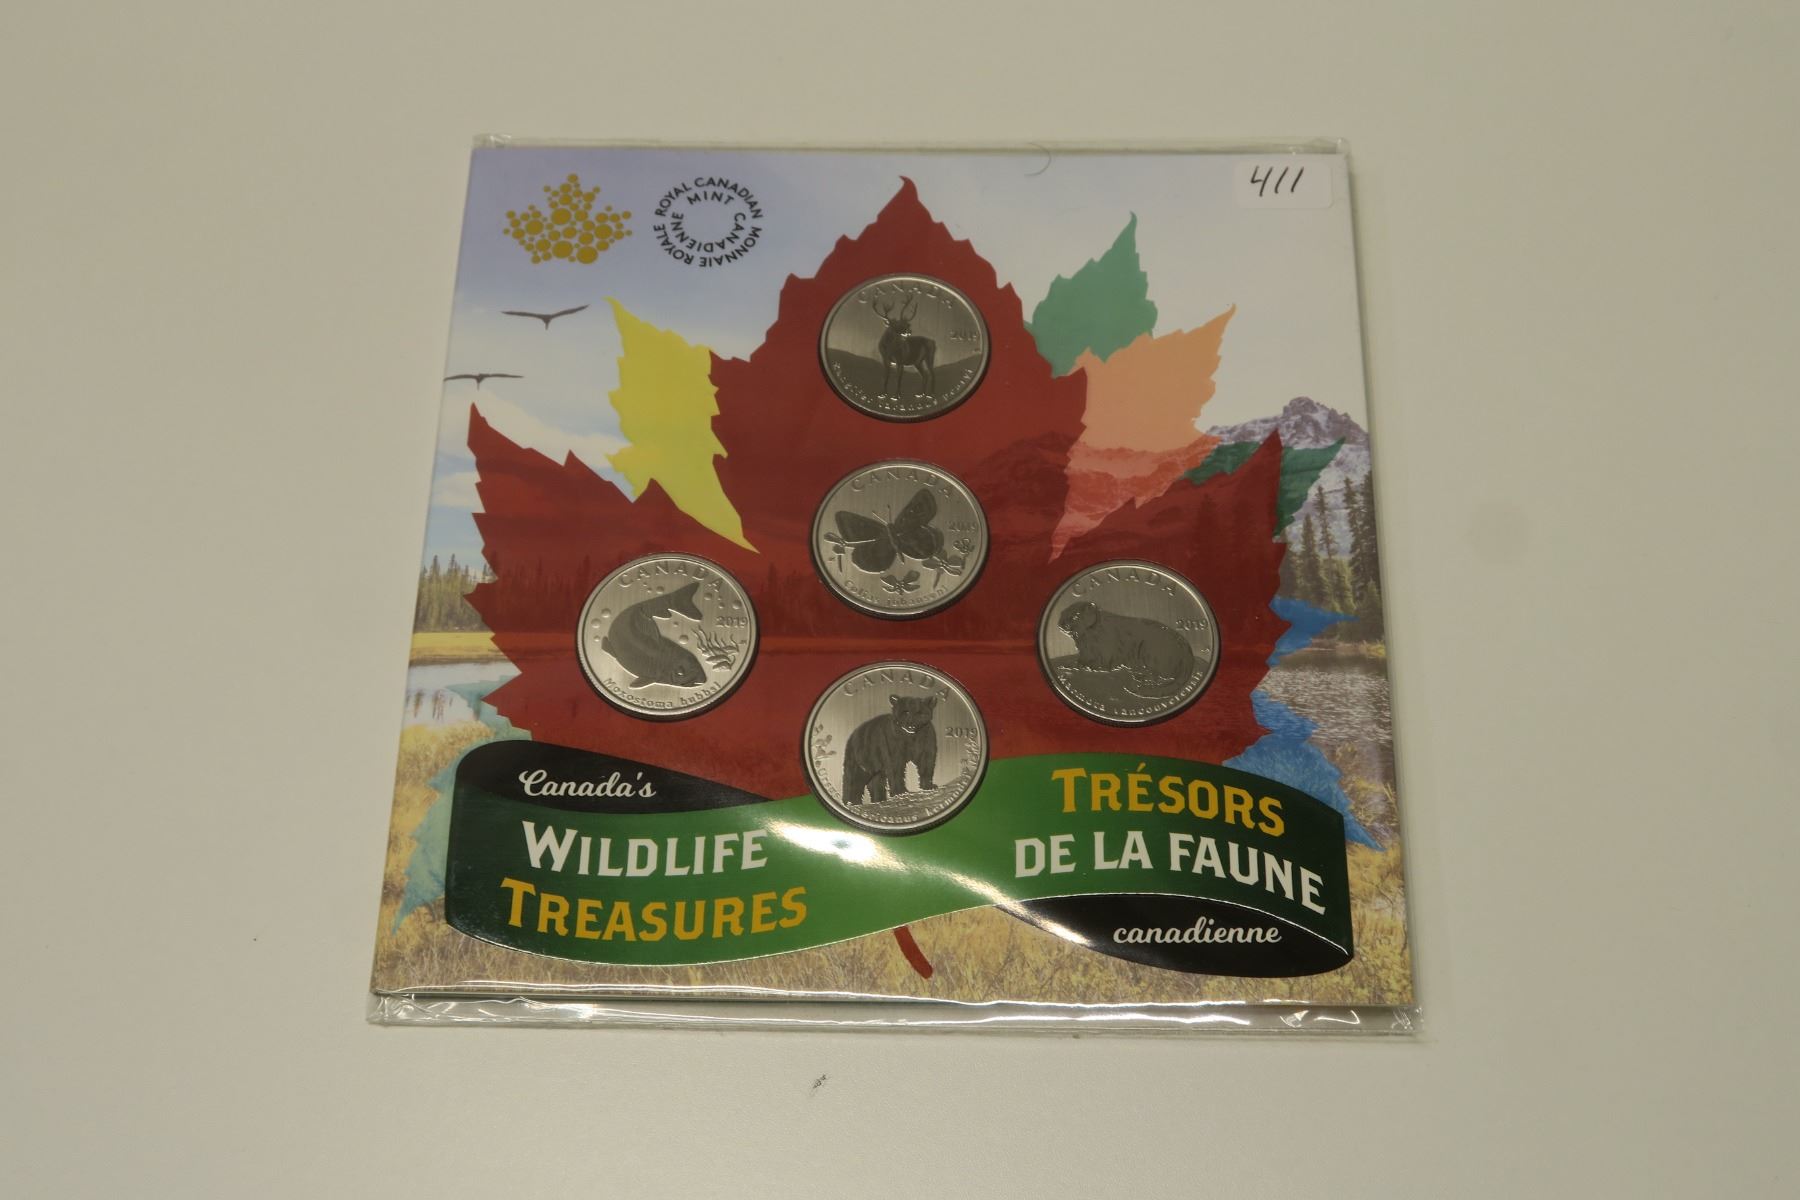 411
ROYAL CANADIAN MINT
MONNAIE ROYALE CANADIENNE
CANADA
2019
CANADA
2019
CANADA
2019
Moxostoma hubbsi
CANADA
2019
Marmota vancouverensis
CANADA
2019
Canada's
WILDLIFE
TREASURES
TRÉSORS
DE LA FAUNE
canadienne